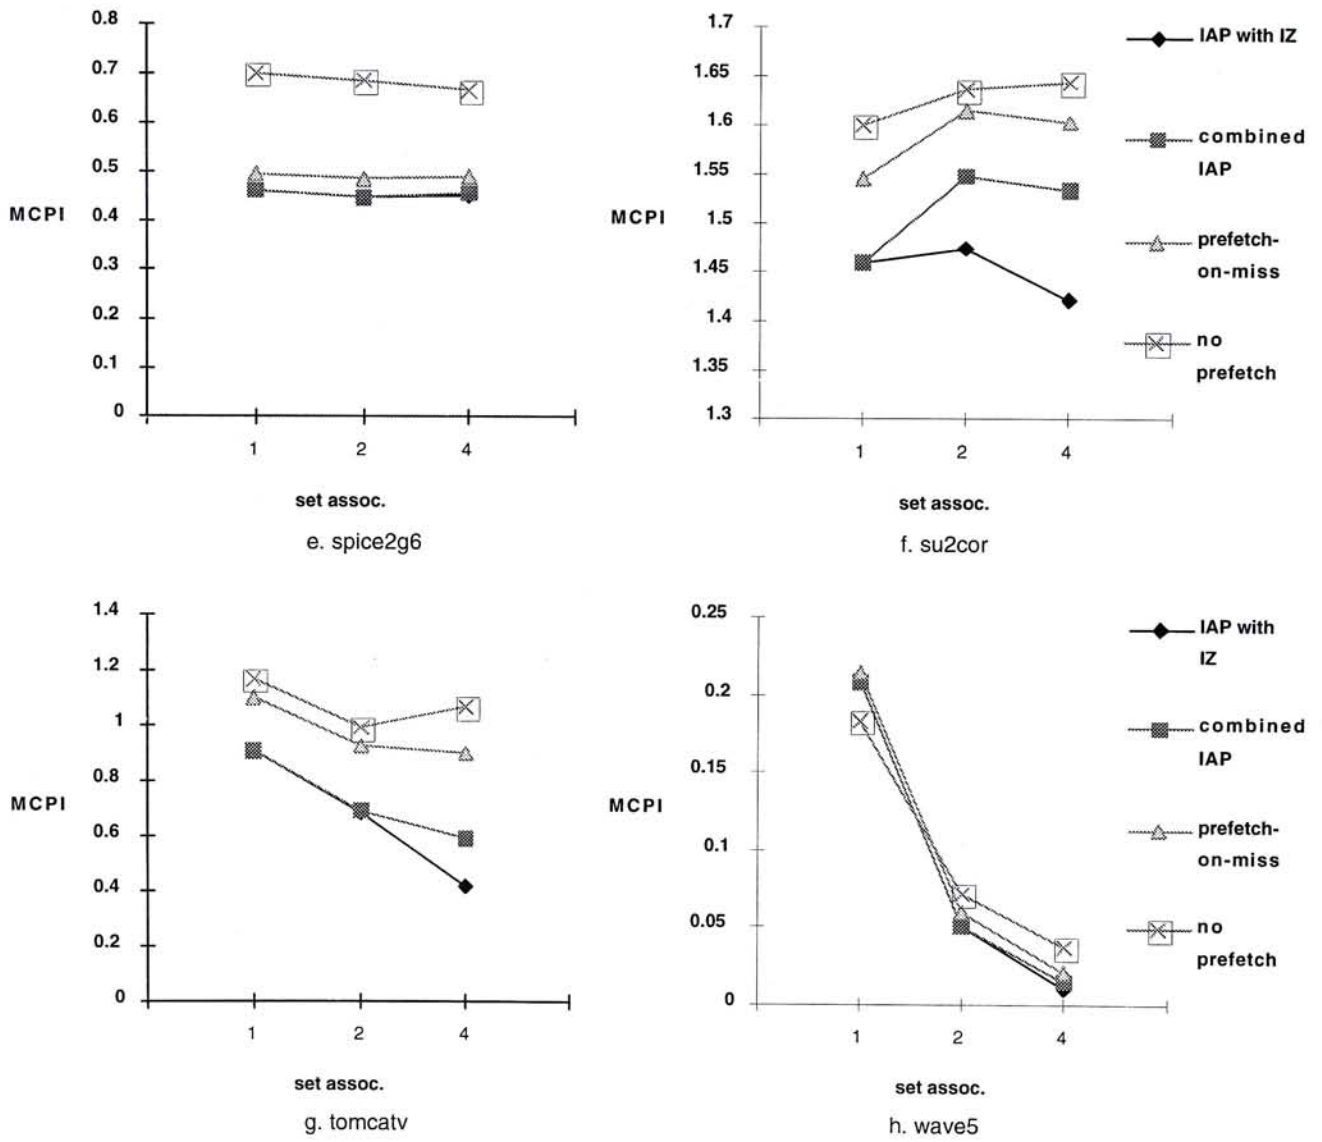 0.8
0.7
0.6
0.5
0.4
0.3
0.2
0.1
0
MCPI
1 2 4
set assoc.
e. spice2g6
1.7
1.65
1.6
1.55
1.5
1.45
1.4
1.35
1.3
MCPI
1 2 4
set assoc.
f. su2cor
IAP with IZ
combined
IAP
prefetch-
on-miss
no
prefetch
1.4
1.2
1
0.8
0.6
0.4
0.2
0
MCPI
1 2 4
set assoc.
g. tomcatv
0.25
0.2
0.15
0.1
0.05
0
MCPI
1 2 4
set assoc.
h. wave5
IAP with
IZ
combined
IAP
prefetch-
on-miss
no
prefetch